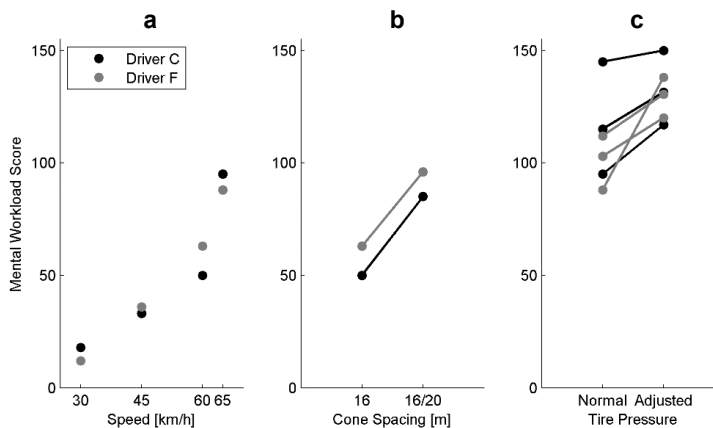 a b c
Mental Workload Score
150
100
50
0
Driver C
Driver F
30 45 60 65
Speed [km/h]
150
100
50
0
16 16/20
Cone Spacing [m]
150
100
50
0
Normal Adjusted
Tire Pressure